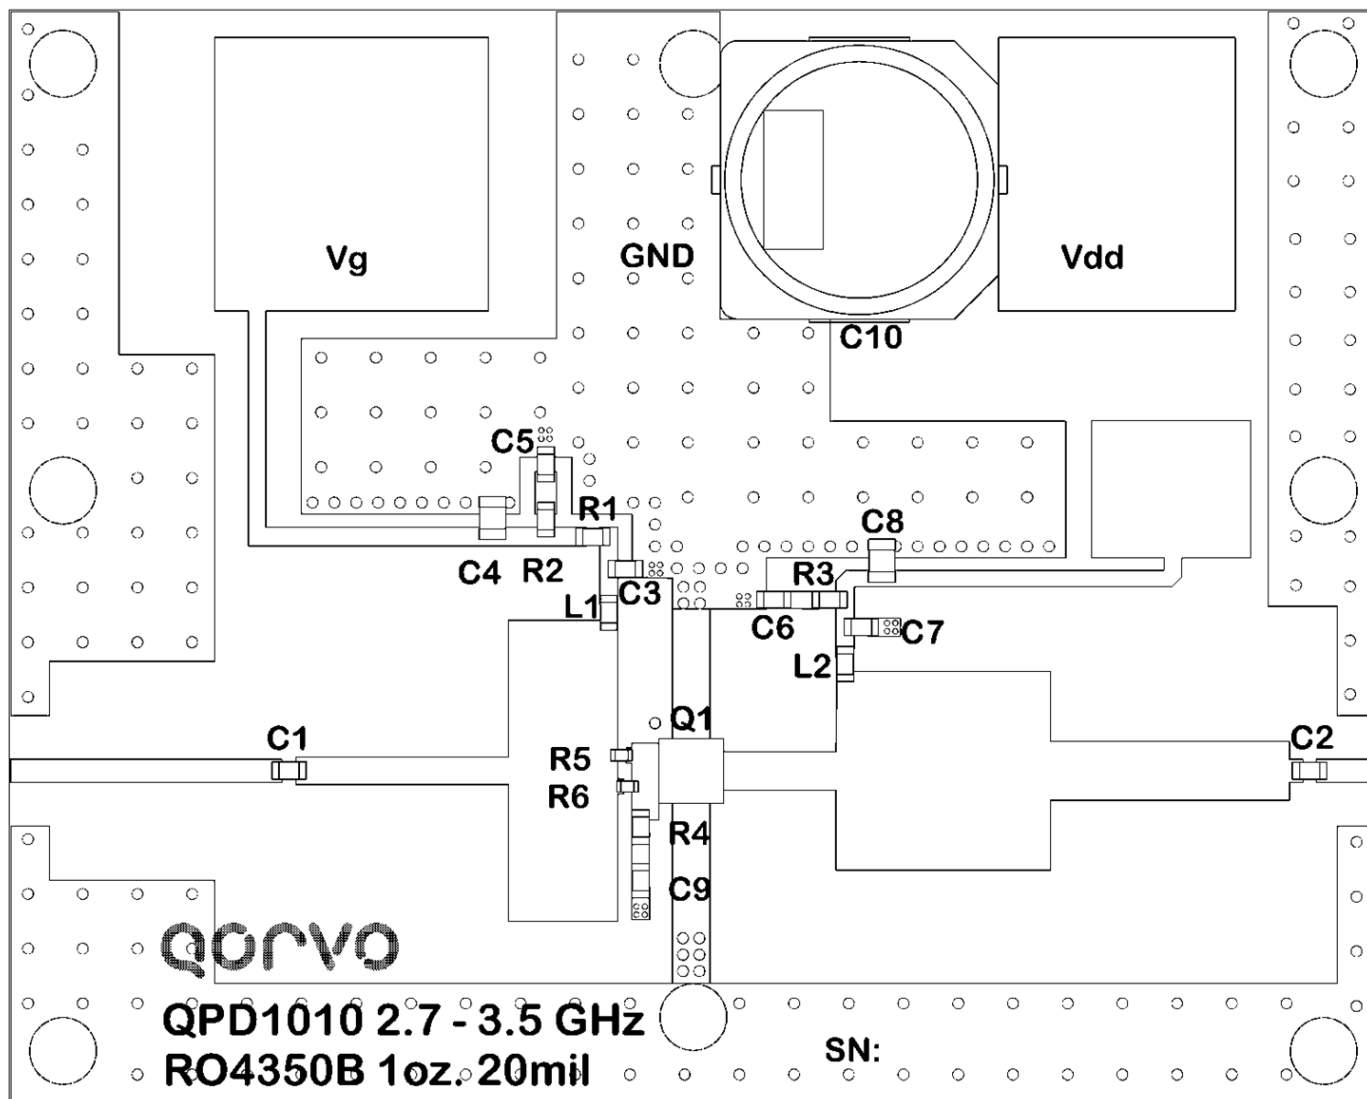 Vg
GND
Vdd
C10
C5
R1
C8
C4
R2
C3
R3
L1
C6
C7
L2
Q1
C1
R5
C2
R6
R4
C9
QORVO
QPD1010 2.7 - 3.5 GHz
SN:
RO4350B 1oz. 20mil